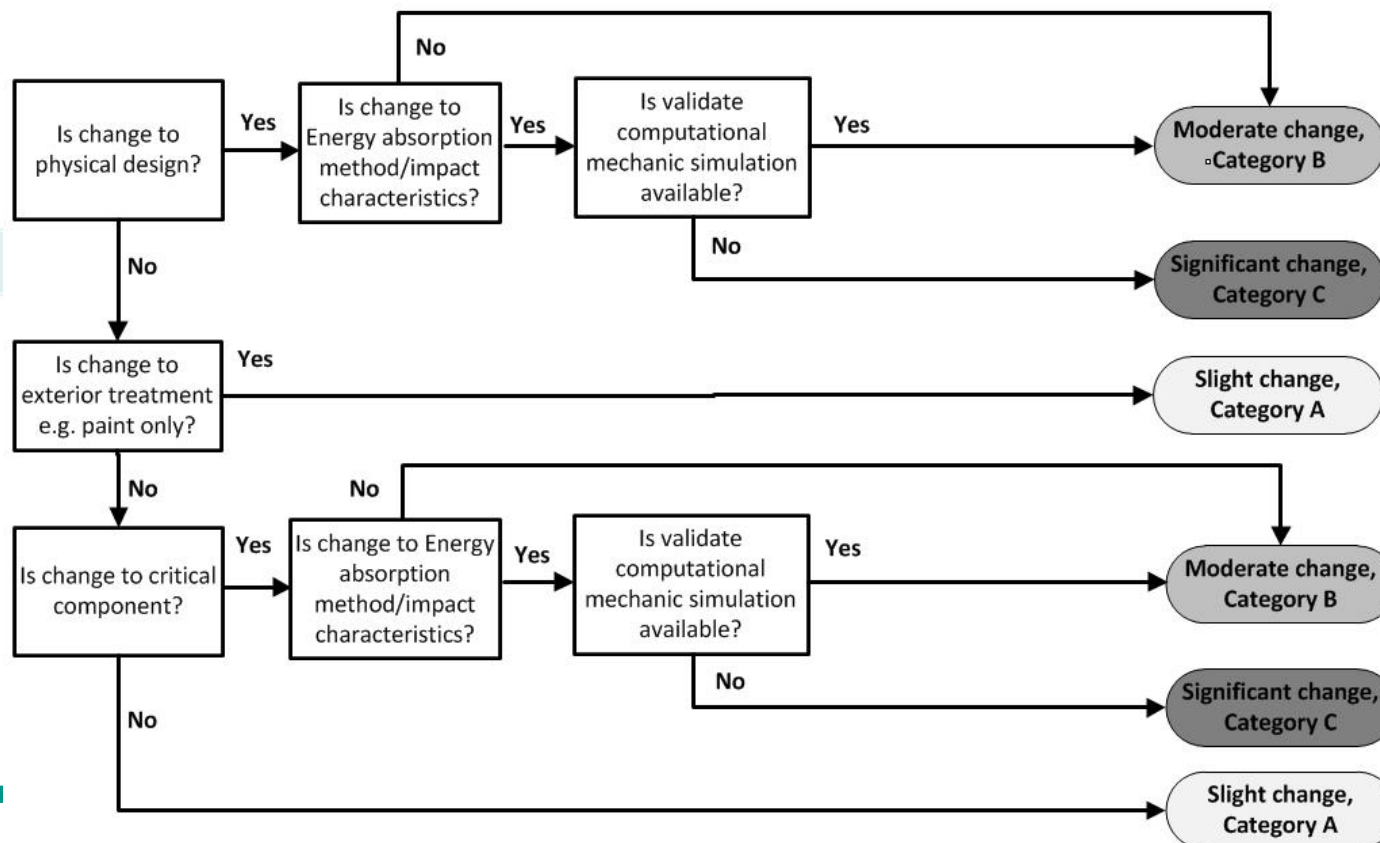 No
Is change to
physical design?
Yes
Is change to
Energy absorption
method/impact
characteristics?
Yes
Is validate
computational
mechanic simulation
available?
Yes
Moderate change,
Category B
No
No
Significant change,
Category C
Is change to
exterior treatment
e.g. paint only?
Yes
Slight change,
Category A
No
No
Is change to critical
component?
Yes
Is change to Energy
absorption
method/impact
characteristics?
Yes
Is validate
computational
mechanic simulation
available?
Yes
Moderate change,
Category B
No
No
Significant change,
Category C
Slight change,
Category A